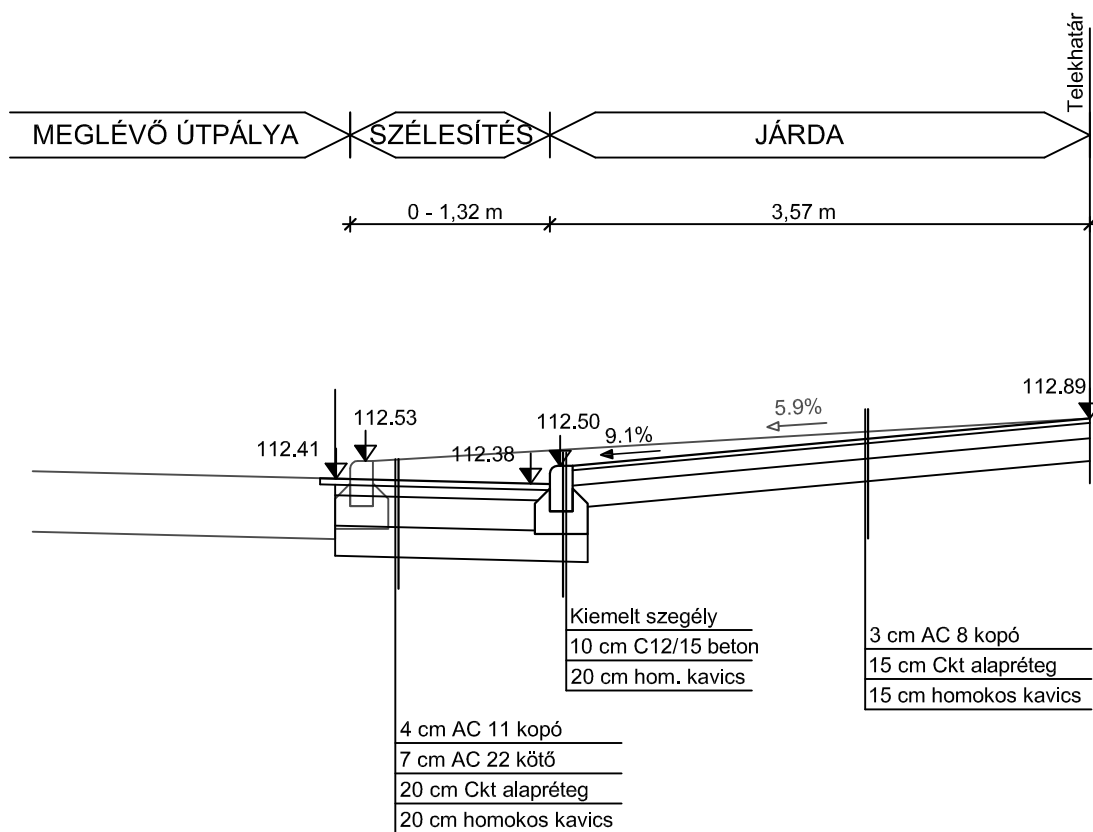 Telekhatár
MEGLÉVŐ ÚTPÁLYA
SZÉLESÍTÉS
JÁRDA
0 - 1,32 m
3,57 m
112.89
5.9%
112.53
112.50
9.1%
112.41
112.38
Kiemelt szegély
10 cm C12/15 beton
20 cm hom. kavics
3 cm AC 8 kopó
15 cm Ckt alapréteg
15 cm homokos kavics
4 cm AC 11 kopó
7 cm AC 22 kötő
20 cm Ckt alapréteg
20 cm homokos kavics